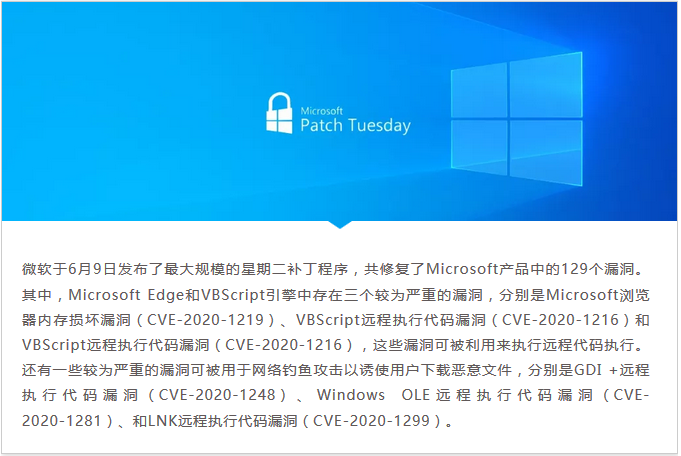 Microsoft
Patch Tuesday
微软于6月9日发布了最大规模的星期二补丁程序，共修复了Microsoft产品中的129个漏洞。
其中，Microsoft Edge和VBScript引擎中存在三个较为严重的漏洞，分别是Microsoft浏览
器内存损坏漏洞（CVE-2020-1219）、VBScript远程执行代码漏洞（CVE-2020-1216）和
VBScript远程执行代码漏洞（CVE-2020-1216），这些漏洞可被利用来执行远程代码执行。
还有一些较为严重的漏洞可被用于网络钓鱼攻击以诱使用户下载恶意文件，分别是GDI +远程
执行代码漏洞（CVE-2020-1248）、Windows OLE远程执行代码漏洞（CVE-
2020-1281）、和LNK远程执行代码漏洞（CVE-2020-1299）。